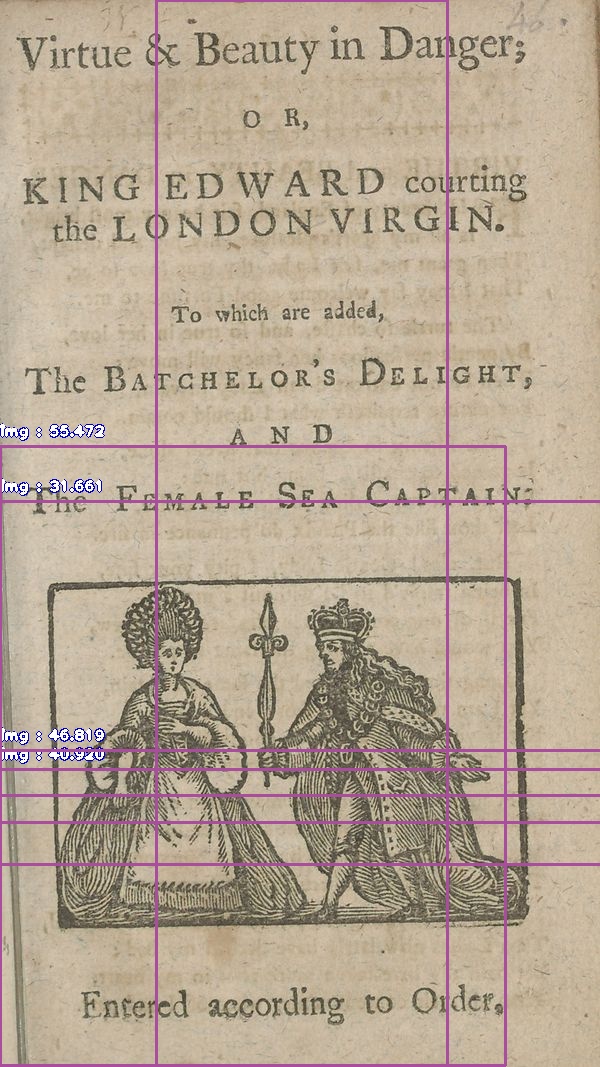 Virtue & Beauty in Danger;
OR,
KING EDWARD courting
the LONDON VIRGIN.
To which are added,
The BATCHELOR'S DELIGHT,
AND
Img : 55.472
Img : 31.661
The FEMALE SEA CAPTAIN:
Img : 46.819
Img : 40.920
Entered according to Order.